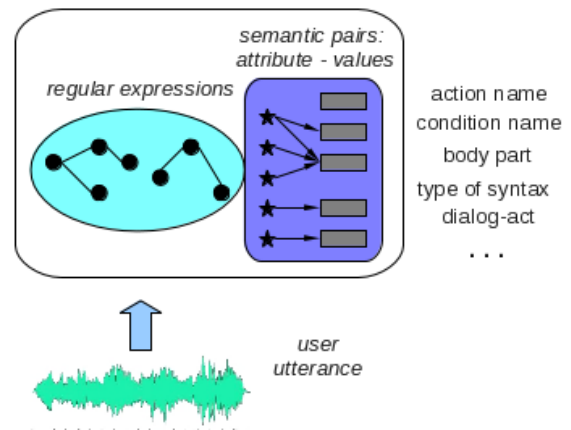 semantic pairs:
attribute - values
regular expressions
action name
condition name
body part
type of syntax
dialog-act
. . .
user
utterance